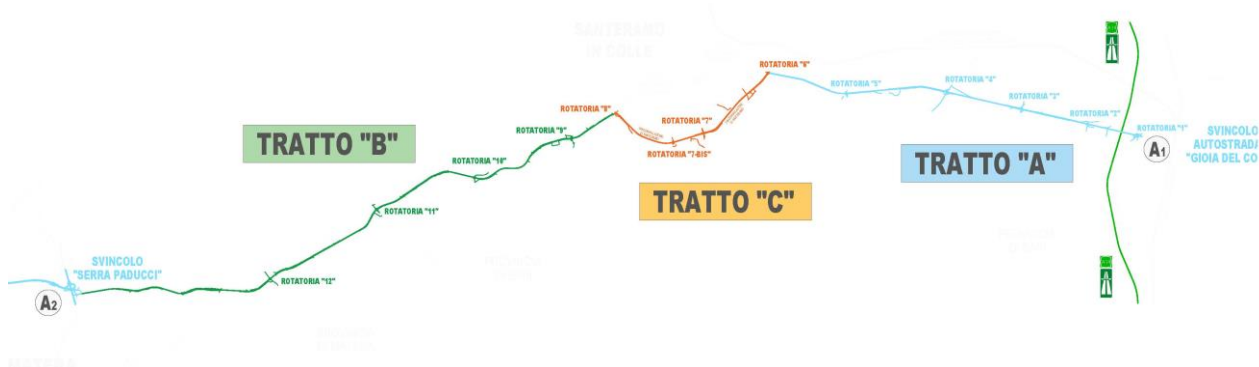 SANTERAMO
IN COLLE
ROTATORIA "6"
ROTATORIA "5"
ROTATORIA "4"
ROTATORIA "3"
ROTATORIA "2"
ROTATORIA "1"
SVINCOLO
AUTOSTRADA
"GIOIA DEL CO
A1
ROTATORIA "8"
ROTATORIA "7"
ROTATORIA "7-BIS"
ROTATORIA "9"
ROTATORIA "10"
ROTATORIA "11"
ROTATORIA "12"
TRATTO "B"
TRATTO "C"
TRATTO "A"
SVINCOLO
"SERRA PADUCCI"
A2
MATERA